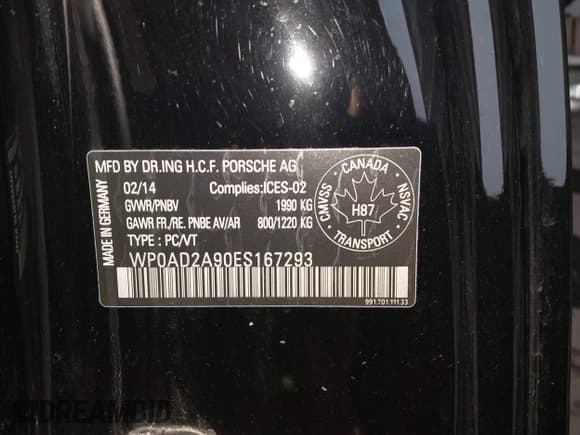 MFD BY DR.ING H.C.F. PORSCHE AG
02/14 Complies:ICES-02
GVWR/PNBV 1990 KG
GAWR FR./RE. PNBE AV/AR 800/1220 KG
TYPE : PC/VT
WP0AD2A90ES167293
MADE IN GERMANY
CANADA
CMVSS
NSVAC
H87
TRANSPORT
991.701.111.33
DREAMBID